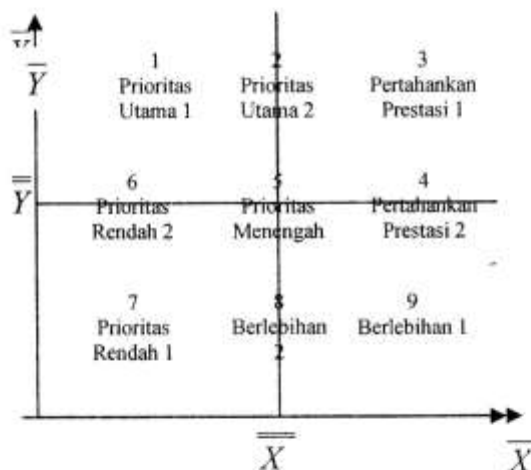 1 2 3
Prioritas Prioritas Pertahankan
Utama 1 Utama 2 Prestasi 1
Y
6 5 4
Y
Prioritas Prioritas Pertahankan
Rendah 2 Menengah Prestasi 2
7 8 9
Prioritas Berlebihan Berlebihan 1
Rendah 1 2
X X